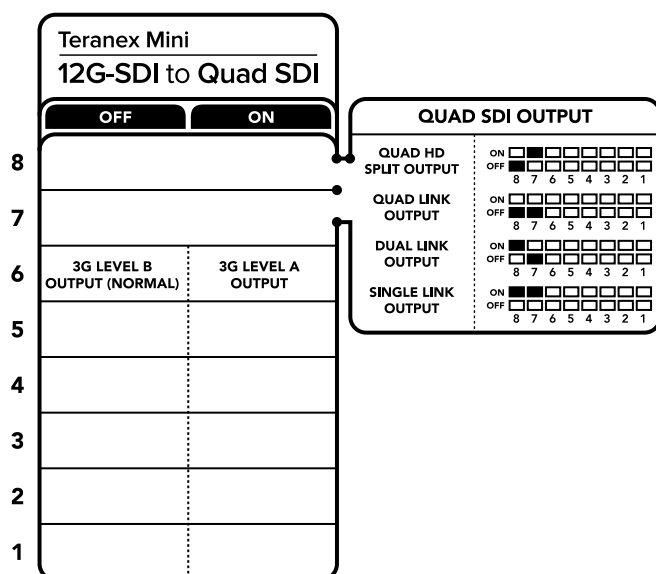 Teranex Mini
12G-SDI to Quad SDI
OFF ON
8
7
6
3G LEVEL B
OUTPUT (NORMAL)
3G LEVEL A
OUTPUT
5
4
3
2
1
QUAD SDI OUTPUT
QUAD HD
SPLIT OUTPUT
ON
OFF
8 7 6 5 4 3 2 1
QUAD LINK
OUTPUT
ON
OFF
8 7 6 5 4 3 2 1
DUAL LINK
OUTPUT
ON
OFF
8 7 6 5 4 3 2 1
SINGLE LINK
OUTPUT
ON
OFF
8 7 6 5 4 3 2 1